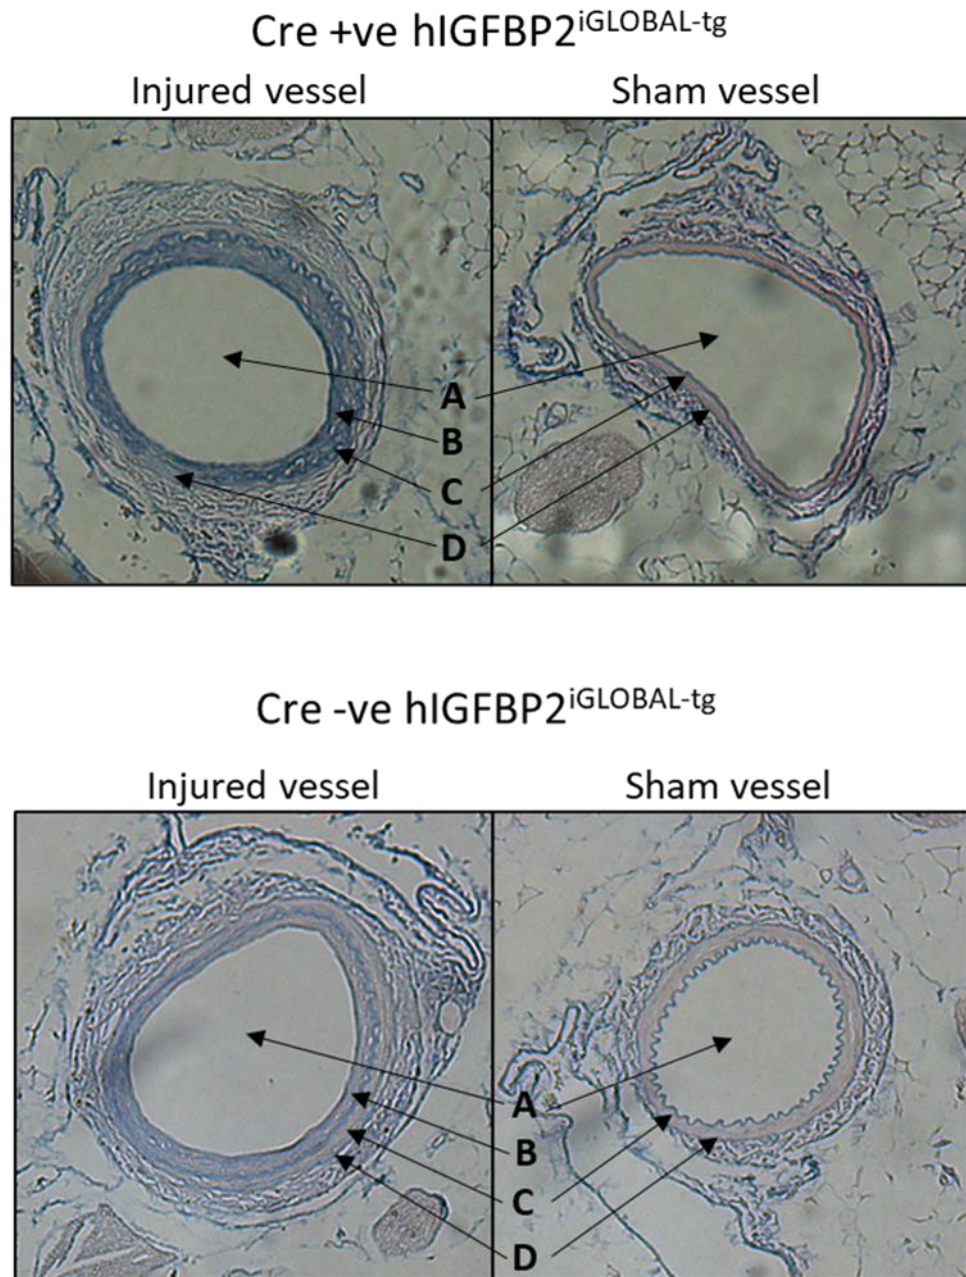 Cre +ve hIGFBP2iGLOBAL-tg
Injured vessel
Sham vessel
A
B
C
D
Cre -ve hIGFBP2iGLOBAL-tg
Injured vessel
Sham vessel
A
B
C
D